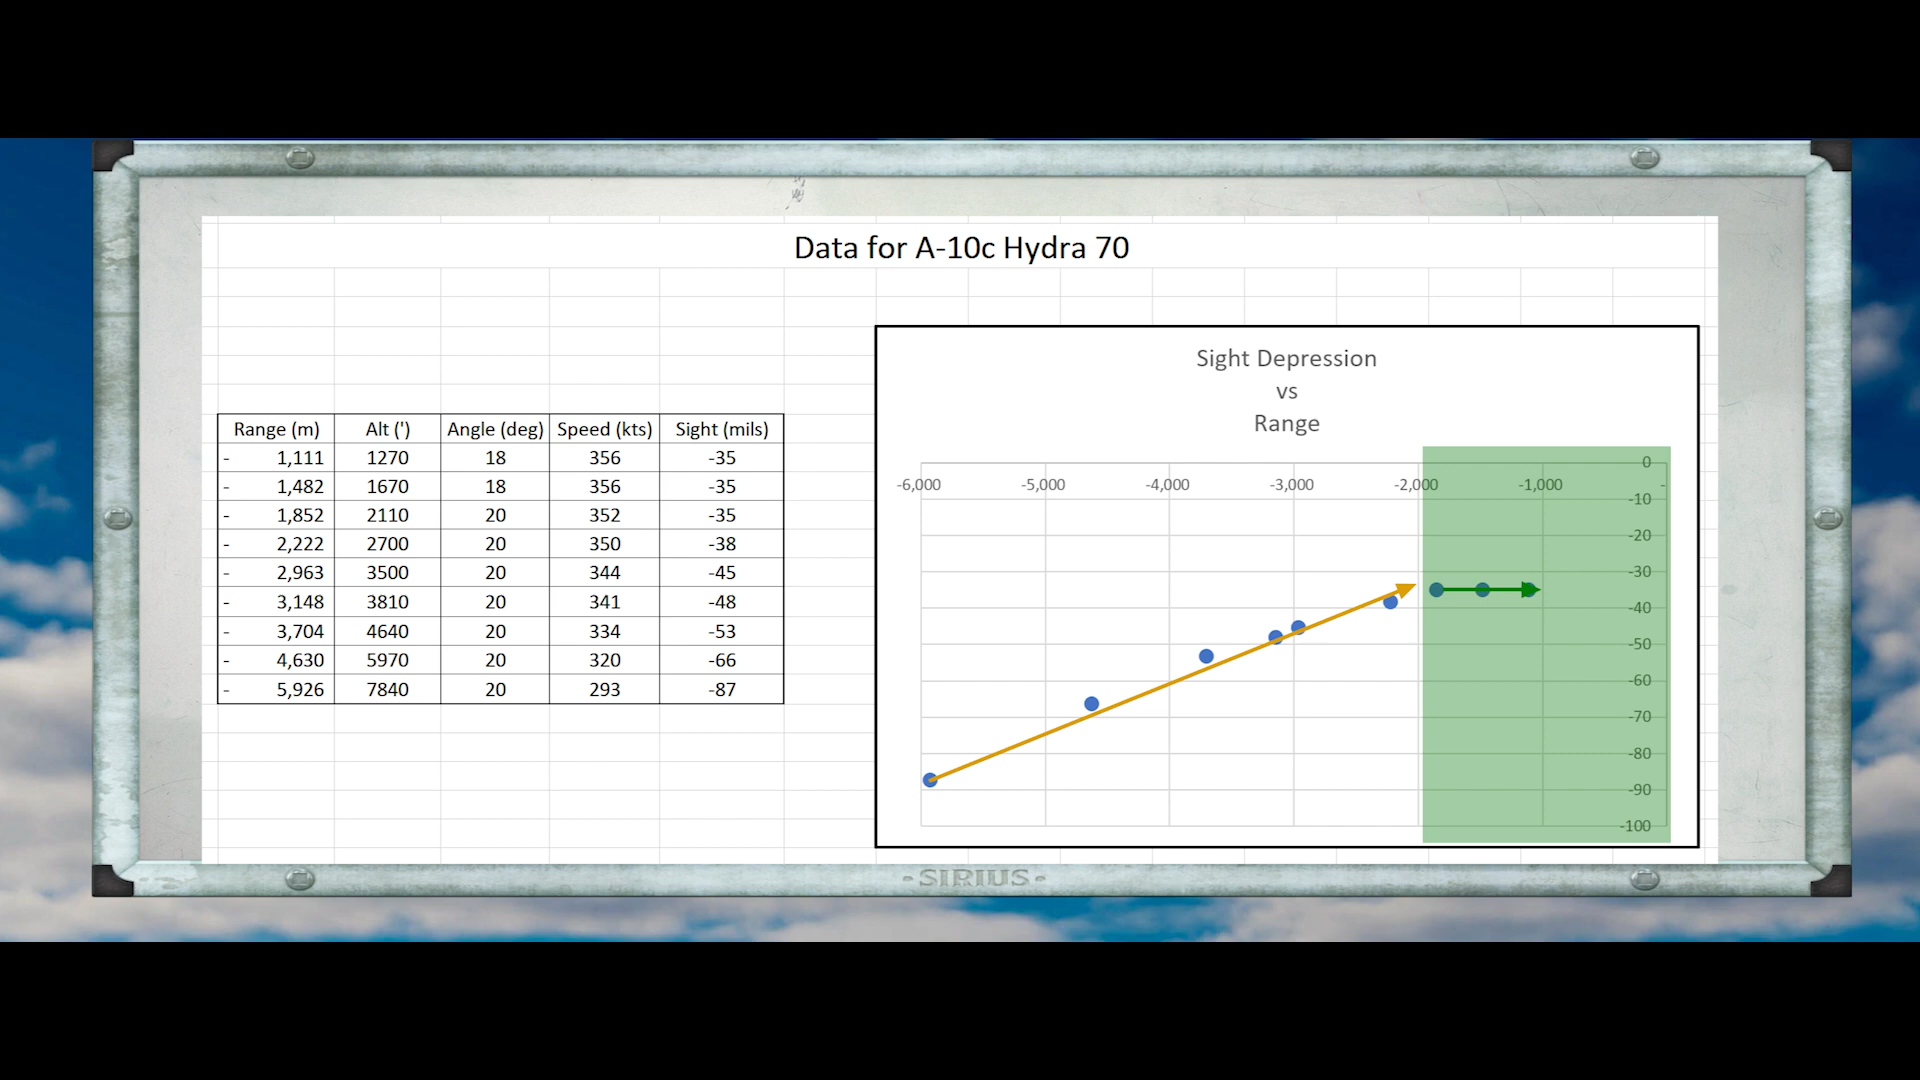 Data for A-10c Hydra 70
Range (m) Alt (') Angle (deg) Speed (kts) Sight (mils)
- 1,111 1270 18 356 -35
- 1,482 1670 18 356 -35
- 1,852 2110 20 352 -35
- 2,222 2700 20 350 -38
- 2,963 3500 20 344 -45
- 3,148 3810 20 341 -48
- 3,704 4640 20 334 -53
- 4,630 5970 20 320 -66
- 5,926 7840 20 293 -87
Sight Depression
vs
Range
0
-6,000 -5,000 -4,000 -3,000 -2,000 -1,000 -
-10
-20
-30
-40
-50
-60
-70
-80
-90
-100
- SIRIUS -